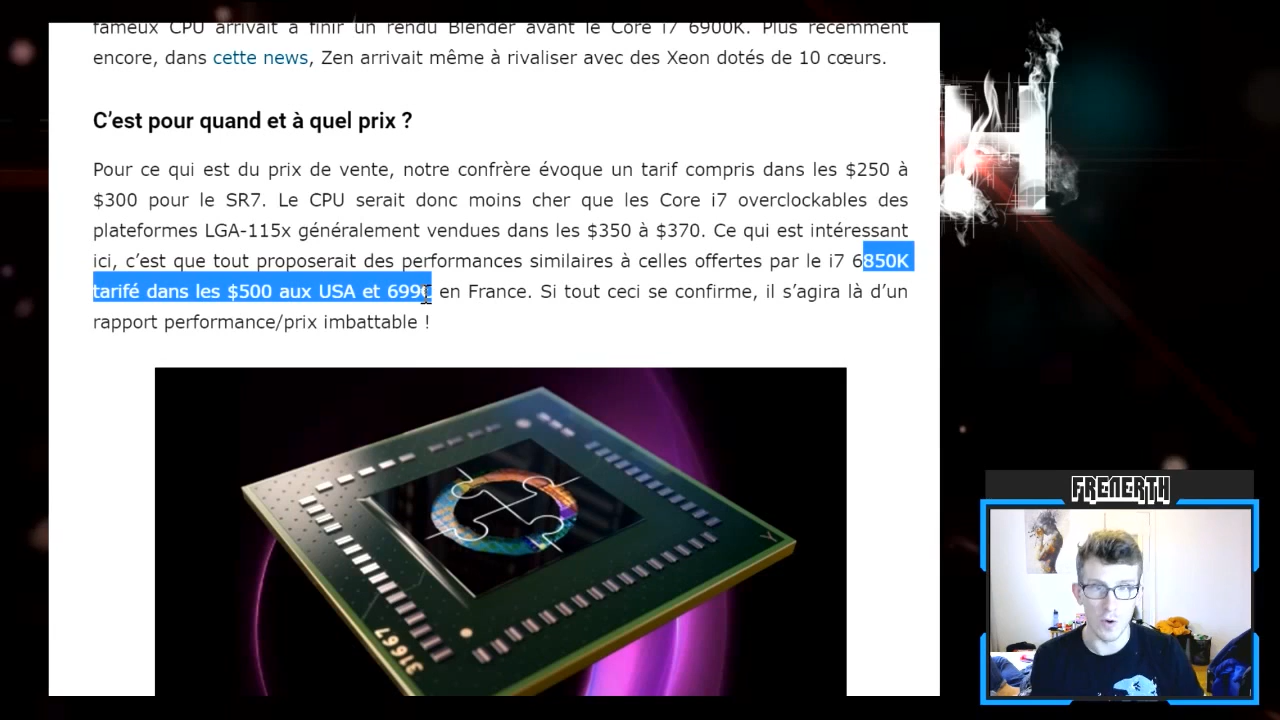 fameux CPU arrivait à finir un rendu Blender avant le Core i7 6900K. Plus récemment
encore, dans cette news, Zen arrivait même à rivaliser avec des Xeon dotés de 10 cœurs.
C’est pour quand et à quel prix ?
Pour ce qui est du prix de vente, notre confrère évoque un tarif compris dans les $250 à
$300 pour le SR7. Le CPU serait donc moins cher que les Core i7 overclockables des
plateformes LGA-115x généralement vendues dans les $350 à $370. Ce qui est intéressant
ici, c’est que tout proposerait des performances similaires à celles offertes par le i7 6850K
tarifé dans les $500 aux USA et 699€ en France. Si tout ceci se confirme, il s’agira là d’un
rapport performance/prix imbattable !
31667
FRENERTH